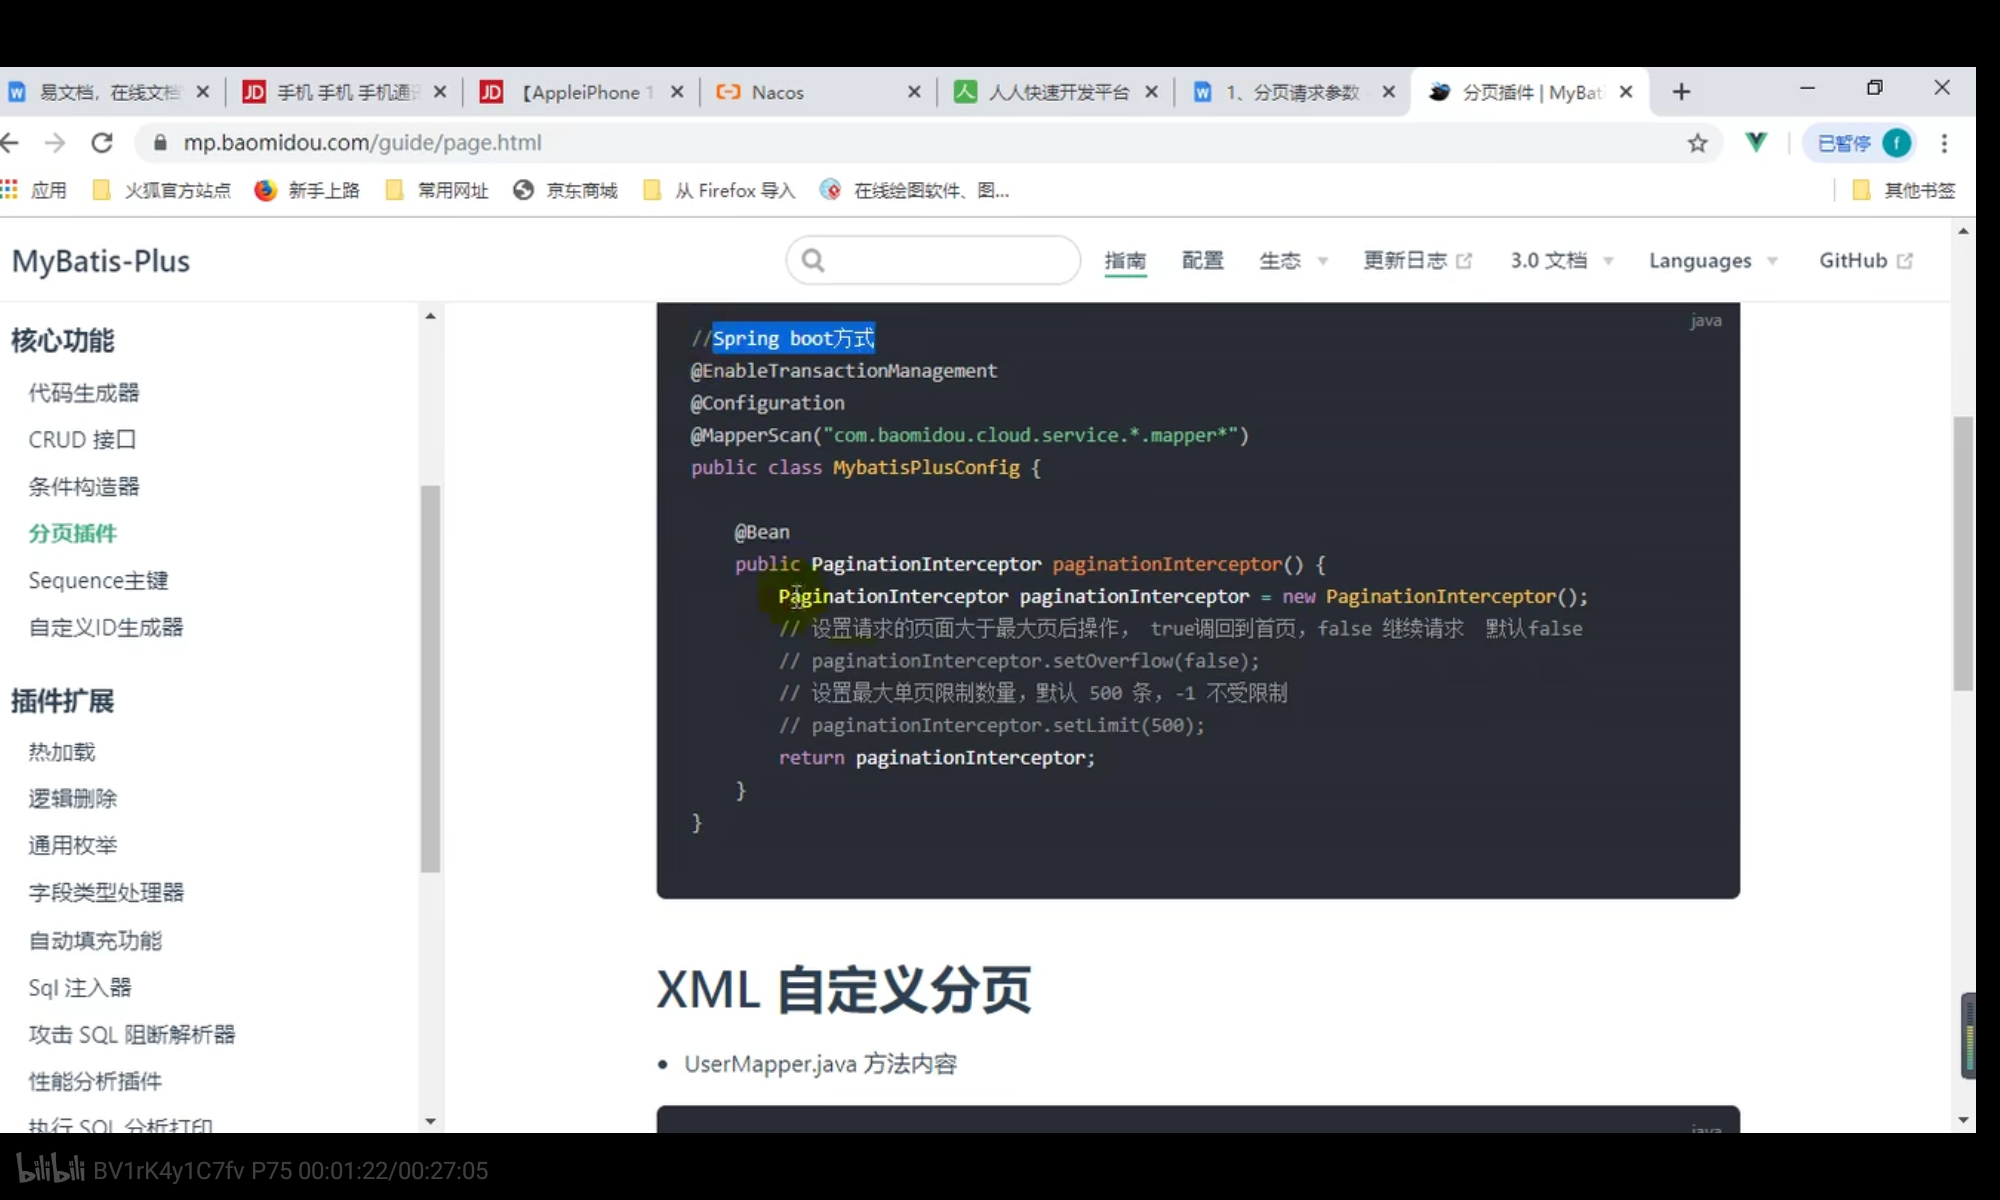 易文档，在线文档
手机 手机 手机通讯
【AppleiPhone 1
Nacos
人人快速开发平台
1、分页请求参数
分页插件 | MyBati
mp.baomidou.com/guide/page.html
已暂停
f
应用
火狐官方站点
新手上路
常用网址
京东商城
从 Firefox 导入
在线绘图软件、图...
其他书签
MyBatis-Plus
指南
配置
生态
更新日志
3.0 文档
Languages
GitHub
核心功能
代码生成器
CRUD 接口
条件构造器
分页插件
Sequence主键
自定义ID生成器
插件扩展
热加载
逻辑删除
通用枚举
字段类型处理器
自动填充功能
Sql 注入器
攻击 SQL 阻断解析器
性能分析插件
执行 SQL 分析打印
java
//Spring boot方式
@EnableTransactionManagement
@Configuration
@MapperScan("com.baomidou.cloud.service.*.mapper*")
public class MybatisPlusConfig {
@Bean
public PaginationInterceptor paginationInterceptor() {
PaginationInterceptor paginationInterceptor = new PaginationInterceptor();
// 设置请求的页面大于最大页后操作， true调回到首页，false 继续请求  默认false
// paginationInterceptor.setOverflow(false);
// 设置最大单页限制数量，默认 500 条，-1 不受限制
// paginationInterceptor.setLimit(500);
return paginationInterceptor;
}
}
XML 自定义分页
• UserMapper.java 方法内容
java
bilibili BV1rK4y1C7fv P75 00:01:22/00:27:05